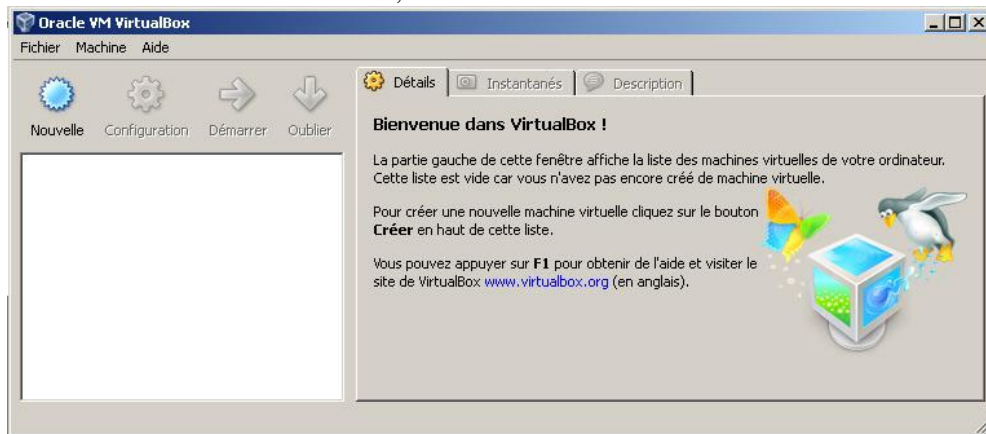 Oracle VM VirtualBox
Fichier Machine Aide
Nouvelle Configuration Démarrer Oublier
Détails Instantanés Description
Bienvenue dans VirtualBox !
La partie gauche de cette fenêtre affiche la liste des machines virtuelles de votre ordinateur.
Cette liste est vide car vous n'avez pas encore créé de machine virtuelle.
Pour créer une nouvelle machine virtuelle cliquez sur le bouton
Créer en haut de cette liste.
Vous pouvez appuyer sur F1 pour obtenir de l'aide et visiter le
site de VirtualBox www.virtualbox.org (en anglais).